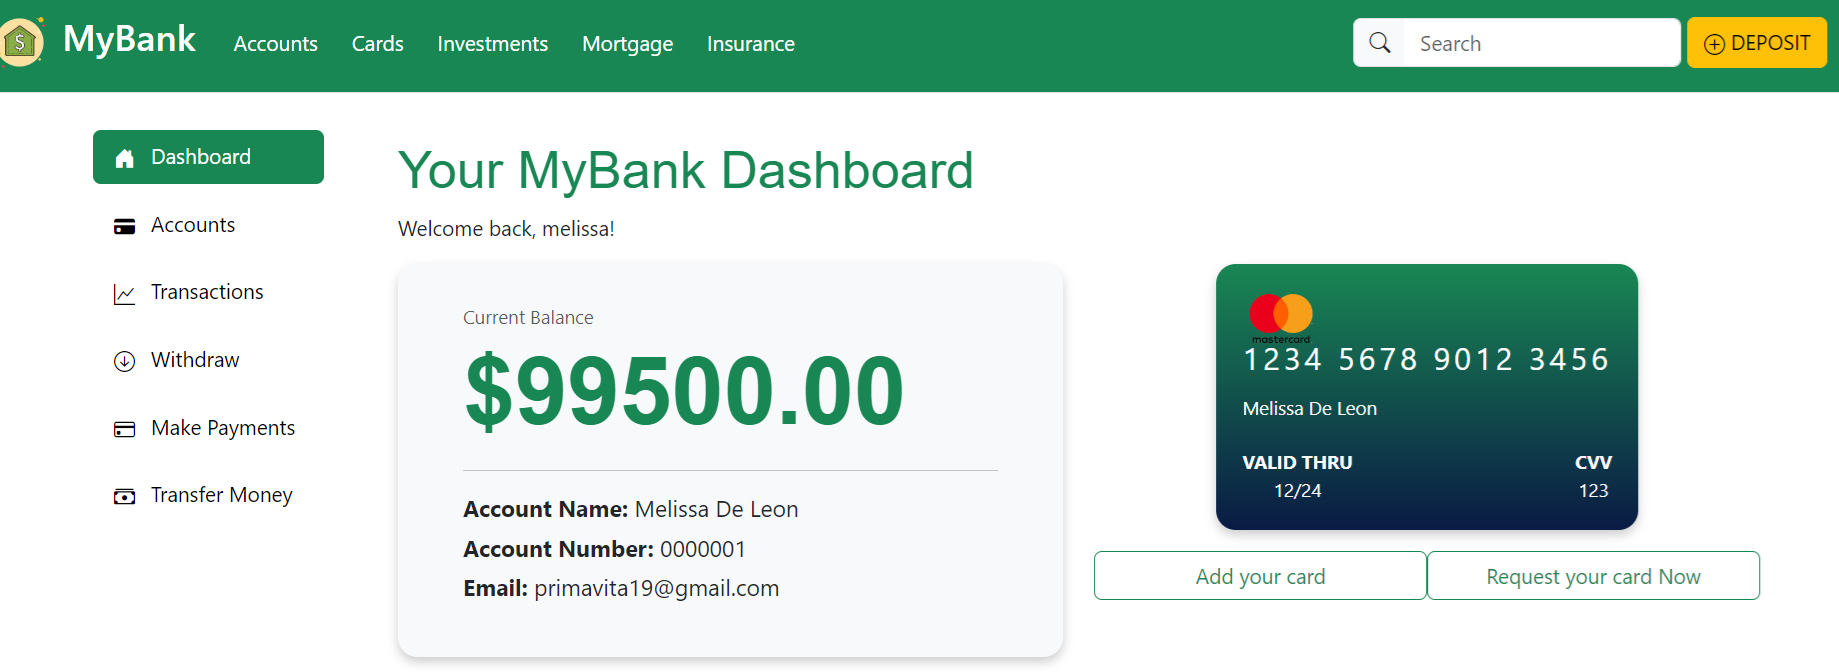 $
MyBank Accounts Cards Investments Mortgage Insurance Search DEPOSIT
Dashboard
Accounts
Transactions
Withdraw
Make Payments
Transfer Money
Your MyBank Dashboard
Welcome back, melissa!
Current Balance
$99500.00
Account Name: Melissa De Leon
Account Number: 0000001
Email: primavita19@gmail.com
mastercard
1234 5678 9012 3456
Melissa De Leon
VALID THRU CVV
12/24 123
Add your card Request your card Now